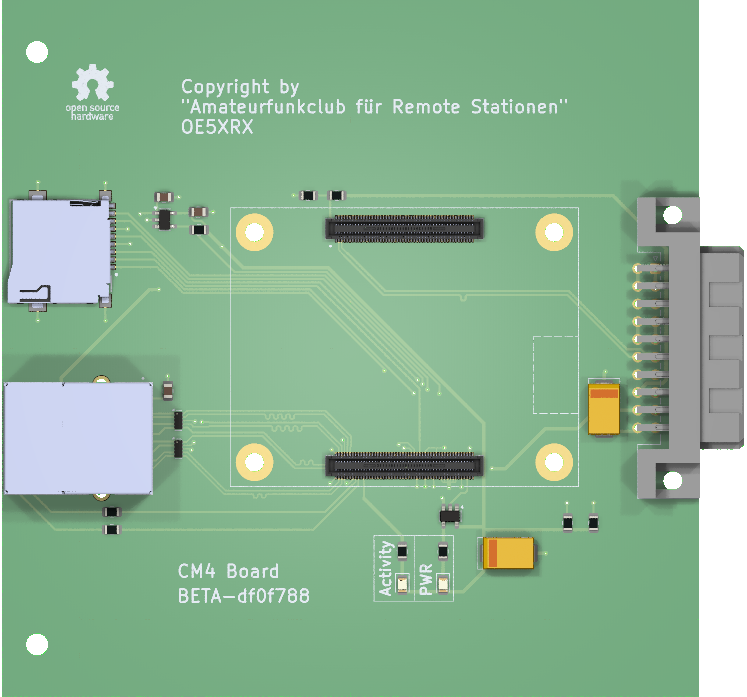 open source
hardware
Copyright by
"Amateurfunkclub für Remote Stationen"
OE5XRX
Activity
PWR
CM4 Board
BETA-df0f788